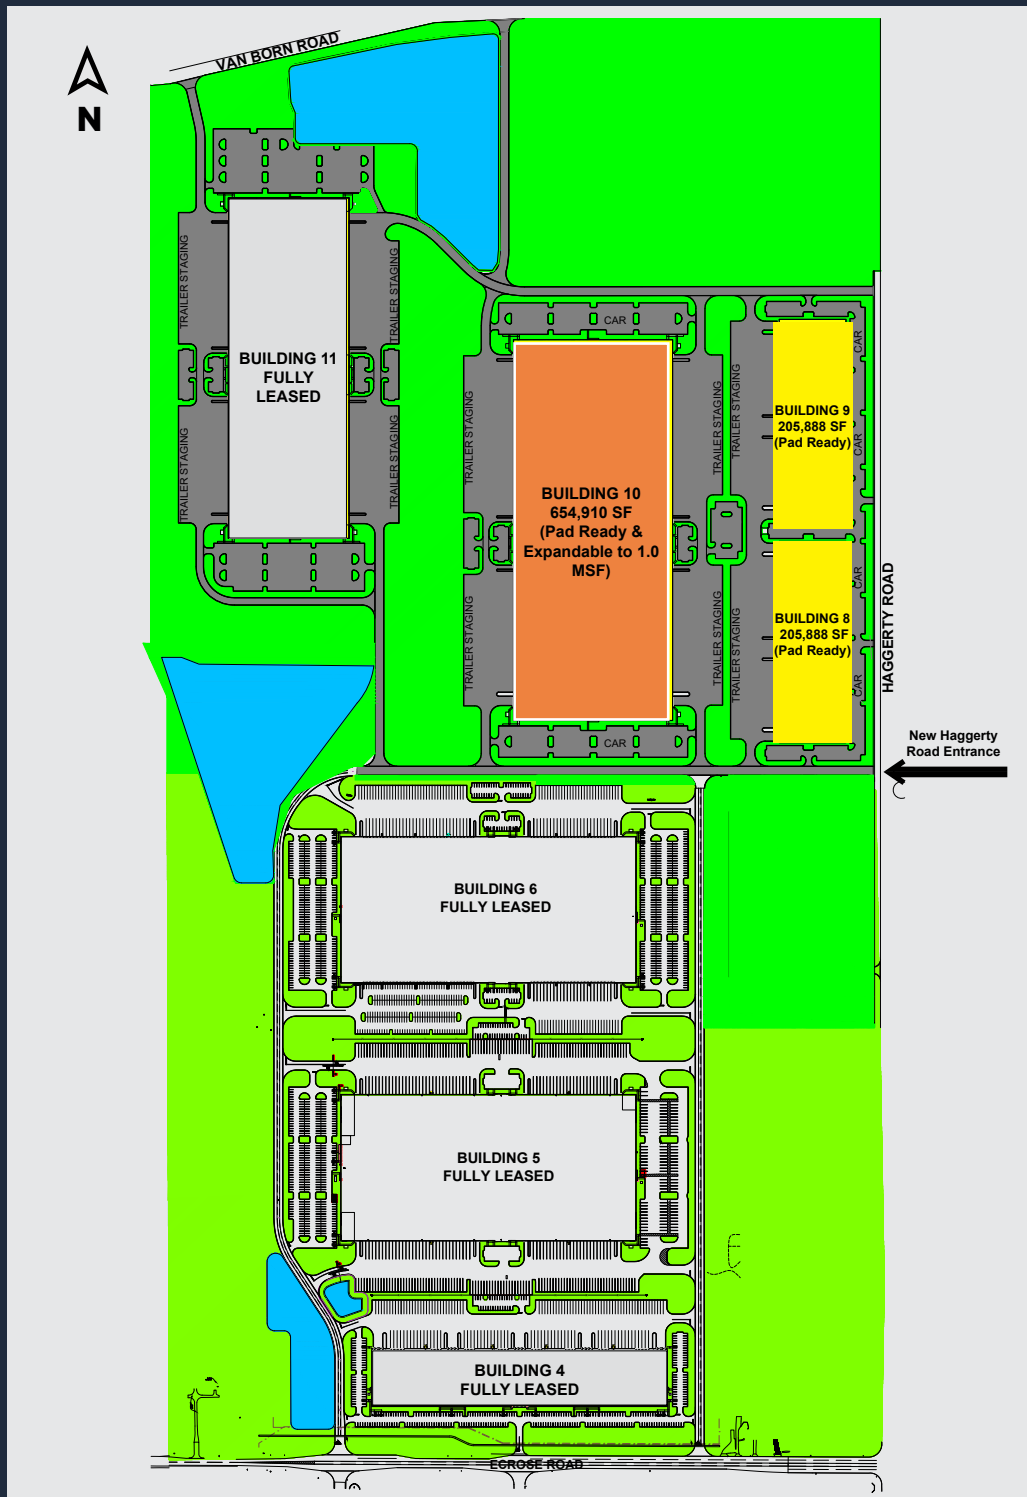 VAN BORN ROAD
N
TRAILER STAGING
TRAILER STAGING
BUILDING 11
FULLY
LEASED
TRAILER STAGING
TRAILER STAGING
CAR
TRAILER STAGING
TRAILER STAGING
TRAILER STAGING
CAR
BUILDING 9
205,888 SF
(Pad Ready)
CAR
BUILDING 10
654,910 SF
(Pad Ready &
Expandable to 1.0
MSF)
TRAILER STAGING
TRAILER STAGING
TRAILER STAGING
CAR
BUILDING 8
205,888 SF
(Pad Ready)
CAR
HAGGERTY ROAD
CAR
New Haggerty
Road Entrance
BUILDING 6
FULLY LEASED
BUILDING 5
FULLY LEASED
BUILDING 4
FULLY LEASED
ECROSE ROAD